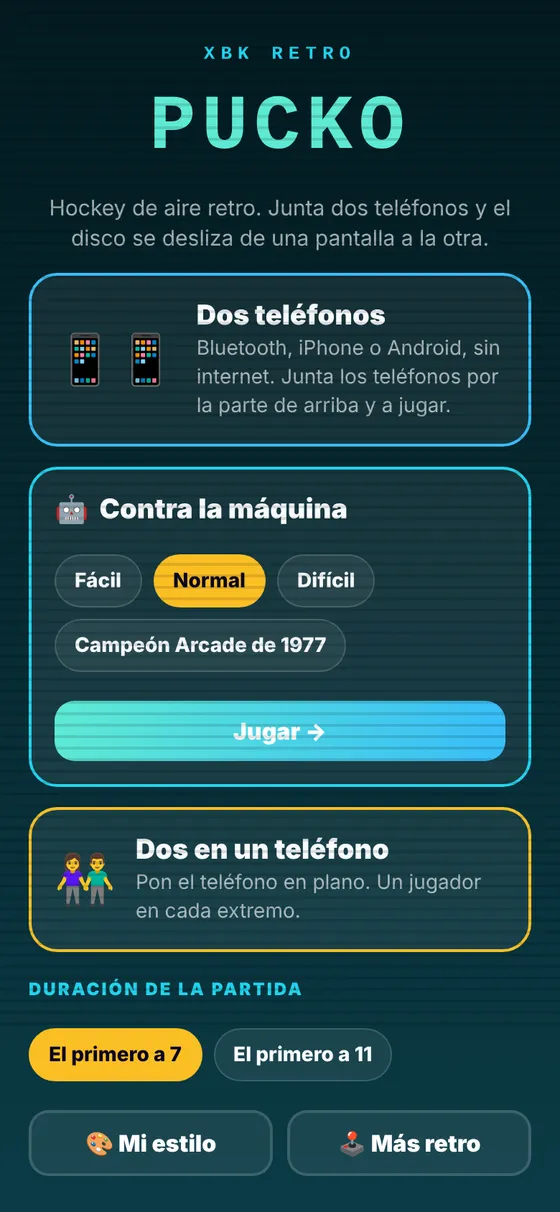 XBK RETRO
PUCKO
Hockey de aire retro. Junta dos teléfonos y el
disco se desliza de una pantalla a la otra.
Dos teléfonos
Bluetooth, iPhone o Android, sin
internet. Junta los teléfonos por
la parte de arriba y a jugar.
Contra la máquina
Fácil
Normal
Difícil
Campeón Arcade de 1977
Jugar →
Dos en un teléfono
Pon el teléfono en plano. Un jugador
en cada extremo.
DURACIÓN DE LA PARTIDA
El primero a 7
El primero a 11
Mi estilo
Más retro